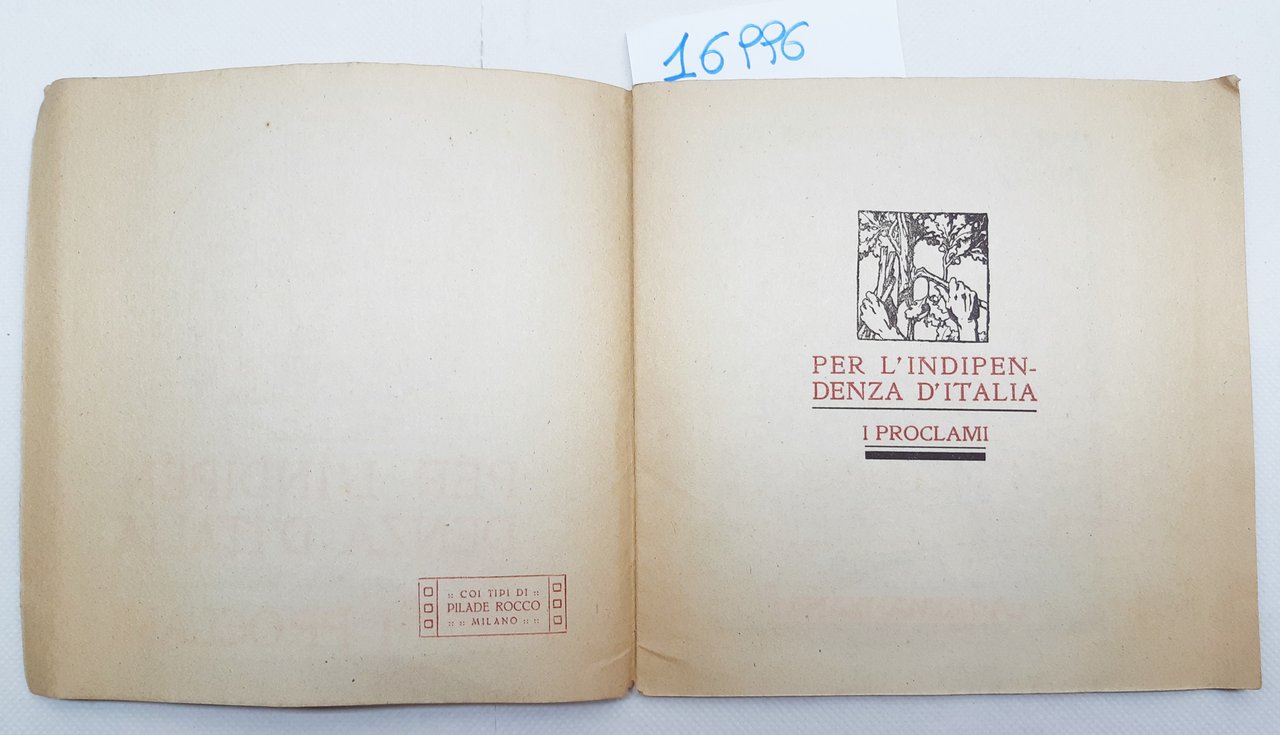 16996
:: COI TIPI DI ::
PILADE ROCCO
:: :: MILANO :: ::
PER L'INDIPEN-
DENZA D'ITALIA
I PROCLAMI